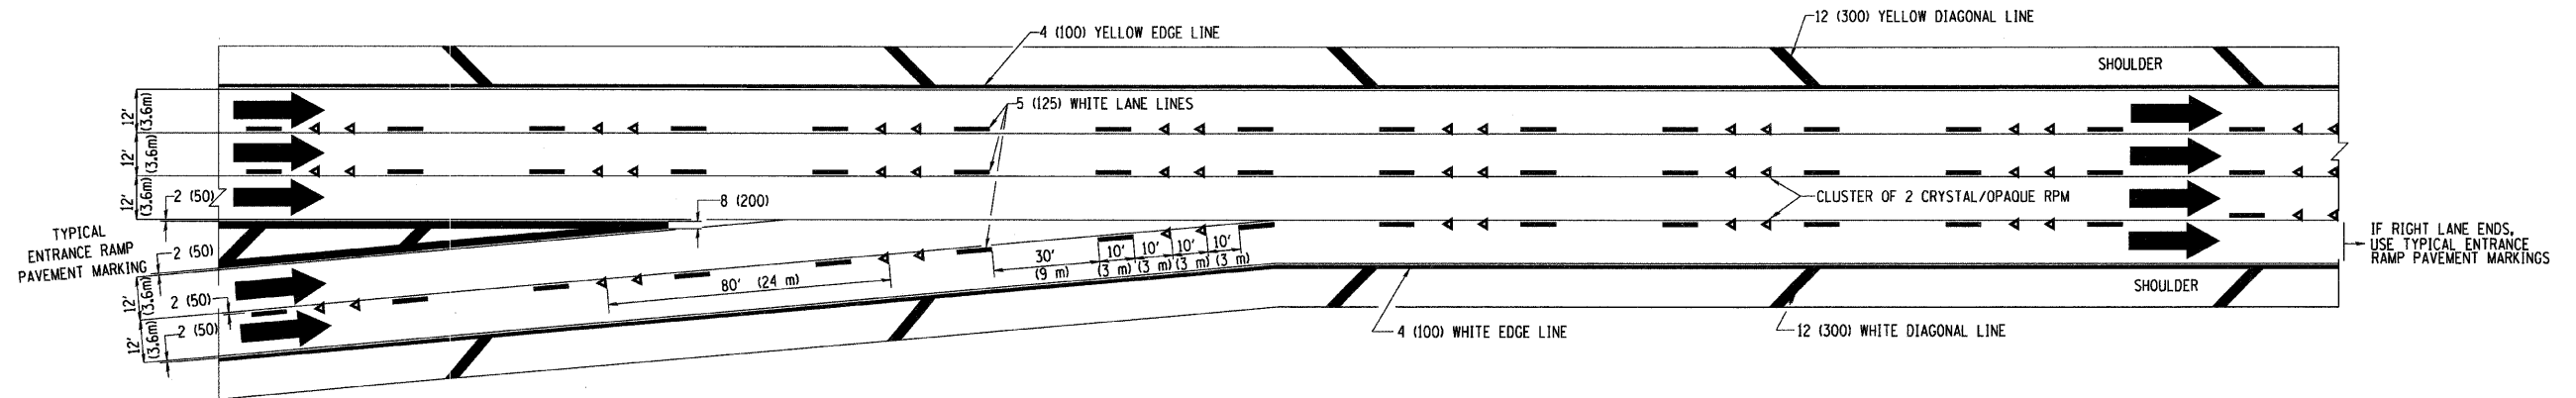 12 (300) YELLOW DIAGONAL LINE
4 (100) YELLOW EDGE LINE
SHOULDER
5 (125) WHITE LANE LINES
12'
(3.6m)
12'
(3.6m)
12'
(3.6m)
2 (50)
8 (200)
CLUSTER OF 2 CRYSTAL/OPAQUE RPM
TYPICAL
ENTRANCE RAMP
PAVEMENT MARKING
2 (50)
IF RIGHT LANE ENDS,
USE TYPICAL ENTRANCE
RAMP PAVEMENT MARKINGS
30'
(9 m)
10'
(3 m)
10'
(3 m)
10'
(3 m)
10'
(3 m)
80' (24 m)
12'
(3.6m)
2 (50)
12'
(3.6m)
2 (50)
SHOULDER
4 (100) WHITE EDGE LINE
12 (300) WHITE DIAGONAL LINE